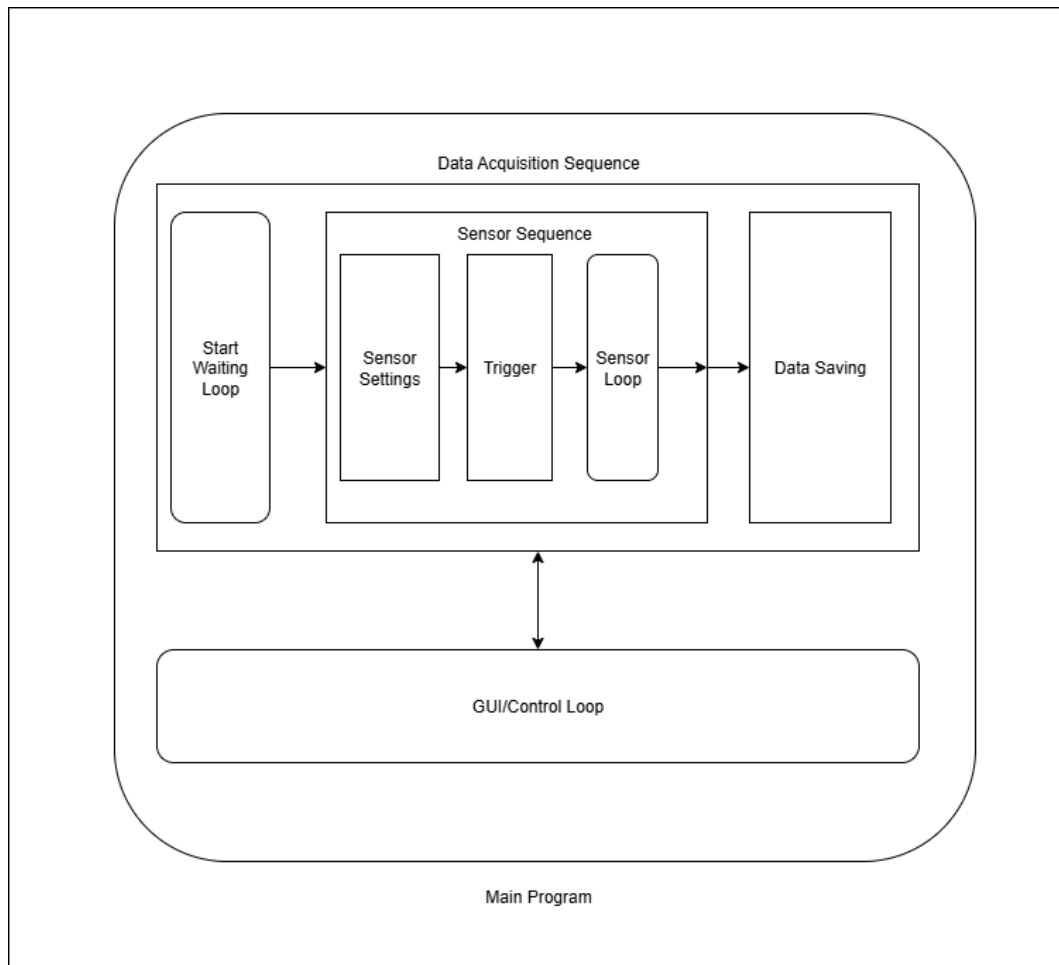 Data Acquisition Sequence
Sensor Sequence
Start
Waiting
Loop
Sensor
Settings
Trigger
Sensor
Loop
Data Saving
GUI/Control Loop
Main Program